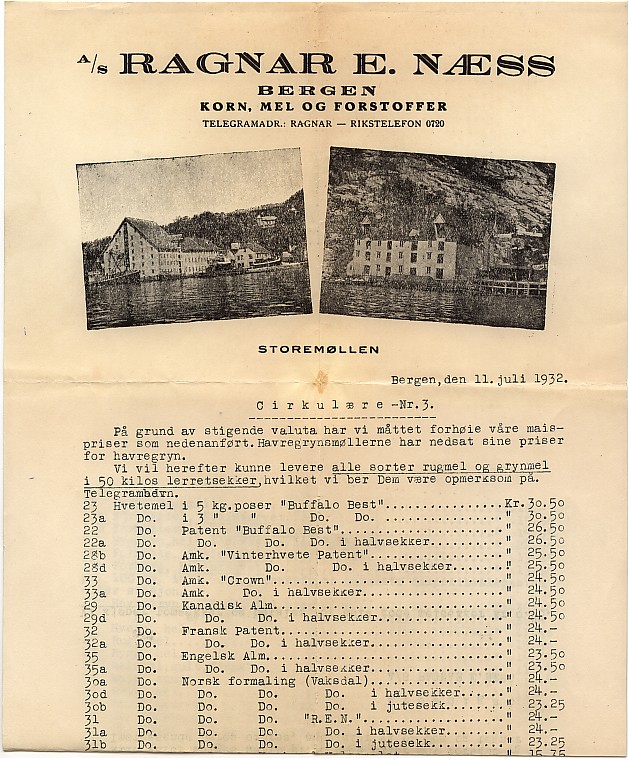 A/S RAGNAR E. NÆSS
BERGEN
KORN, MEL OG FORSTOFFER
TELEGRAMADR.: RAGNAR — RIKSTELEFON 0720
STOREMØLLEN
Bergen, den 11. juli 1932.
Cirkulære -Nr.3.
På grund av stigende valuta har vi måttet forhøie våre mais-
priser som nedenanført. Havregrynsmøllerne har nedsat sine priser
for havregryn.
Vi vil herefter kunne levere alle sorter rugmel og grynmel
i 50 kilos lerretsekker, hvilket vi ber Dem være opmerksom på.
Telegrambdvn.
23 Hvetemel i 5 kg.poser "Buffalo Best"................Kr.30.50
23a Do. i 3 " " Do. Do. ................" 30.50
22 Do. Patent "Buffalo Best"...................." 26.50
22a Do. Do. Do. Do. i halvsekker............" 26.50
28b Do. Amk. "Vinterhvete Patent"................" 25.50
28d Do. Amk. Do. Do. i halvsekker........" 25.50
33 Do. Amk. "Crown"............................" 24.50
33a Do. Amk. Do. i halvsekker..................." 24.50
29 Do. Kanadisk Alm............................." 24.50
29d Do. Do. Do. i halvsekker.................." 24.50
32 Do. Fransk Patent............................" 24.-
32a Do. Do. Do. i halvsekker..................." 24.-
35 Do. Engelsk Alm.............................." 23.50
35a Do. Do. Do. i halvsekker..................." 23.50
30a Do. Norsk formaling (Vaksdal)................" 24.-
30d Do. Do. Do. Do. i halvsekker......" 24.-
30b Do. Do. Do. Do. i jutesekk......" 23.25
31 Do. Do. Do. "R.E.N."..................." 24.-
31a Do. Do. Do. Do. i halvsekker........" 24.-
31b Do. Do. Do. Do. i jutesekk.........." 23.25